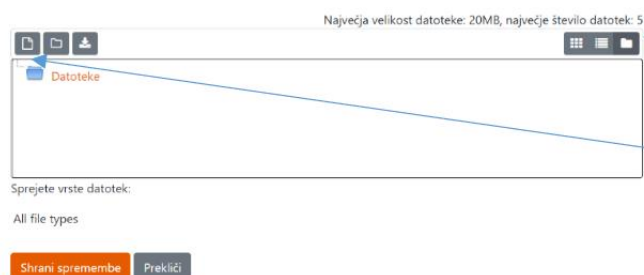 Največja velikost datoteke: 20MB, največje število datotek: 5
Datoteke
Sprejete vrste datotek:
All file types
Shrani spremembe Prekliči